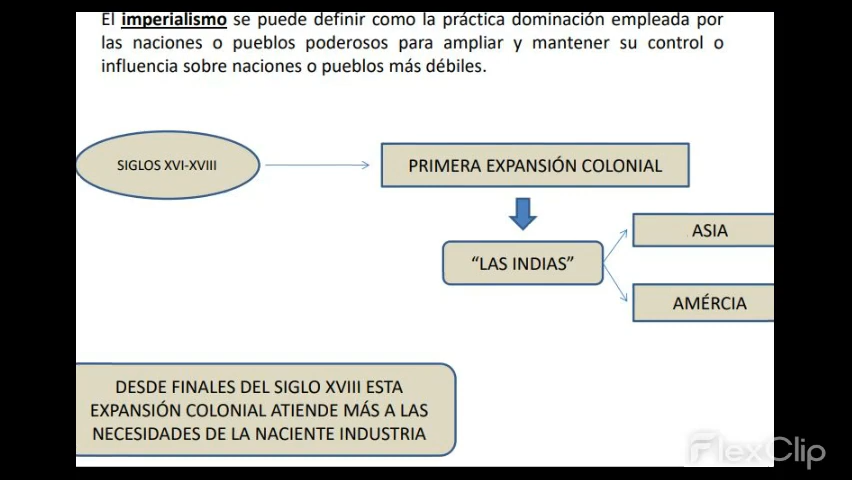 El imperialismo se puede definir como la práctica dominación empleada por
las naciones o pueblos poderosos para ampliar y mantener su control o
influencia sobre naciones o pueblos más débiles.
SIGLOS XVI-XVIII
PRIMERA EXPANSIÓN COLONIAL
“LAS INDIAS”
ASIA
AMÉRCIA
DESDE FINALES DEL SIGLO XVIII ESTA
EXPANSIÓN COLONIAL ATIENDE MÁS A LAS
NECESIDADES DE LA NACIENTE INDUSTRIA
FlexClip